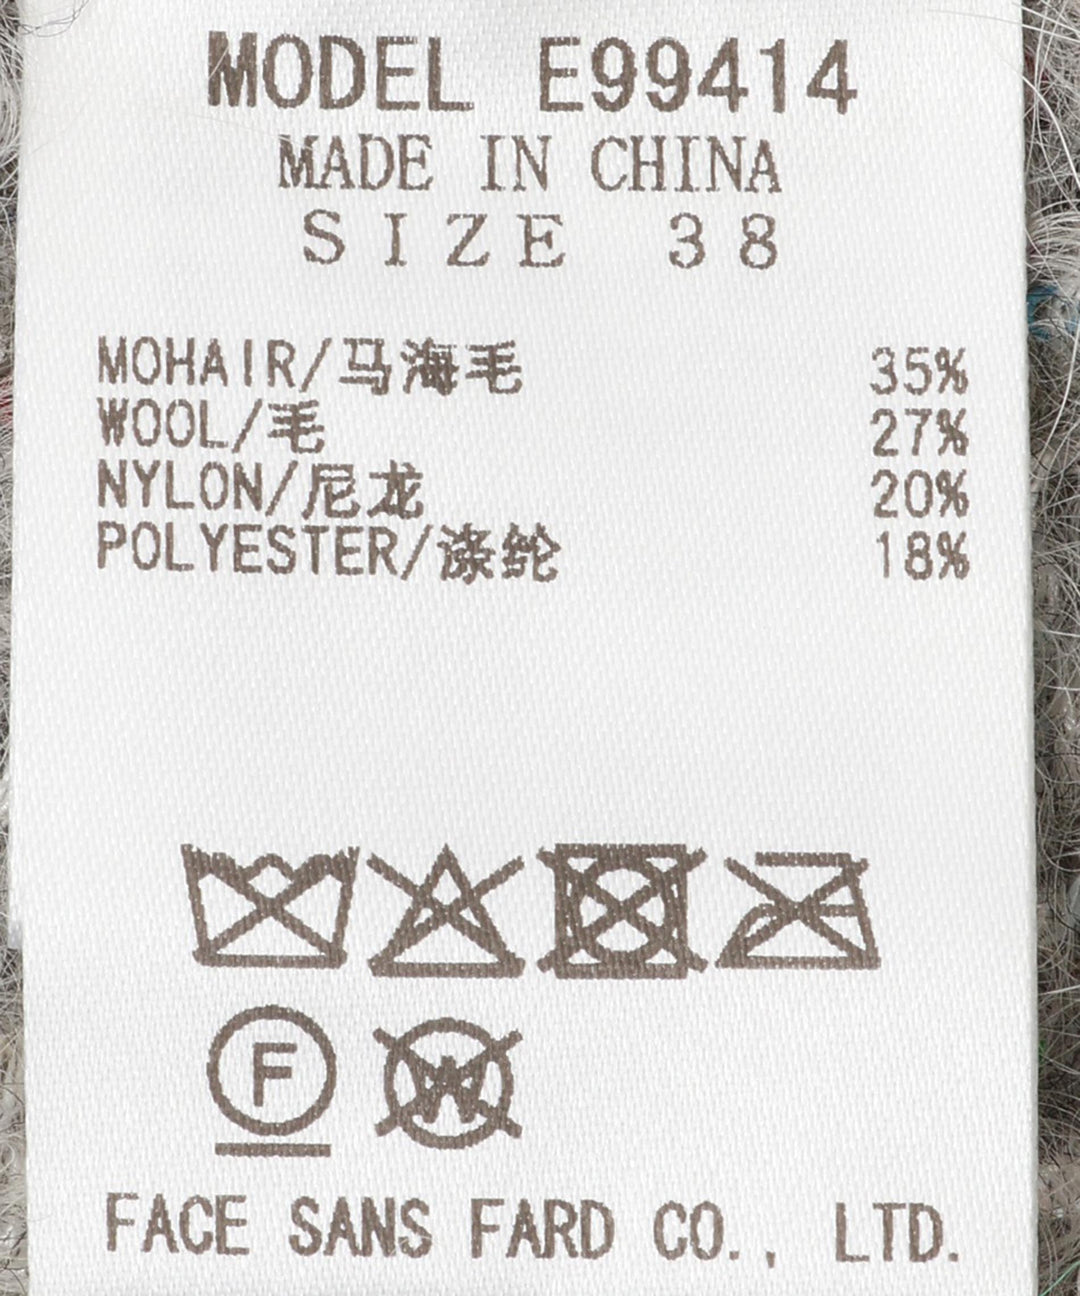 MODEL E99414
MADE IN CHINA
SIZE 38
MOHAIR/马海毛 35%
WOOL/毛 27%
NYLON/尼龙 20%
POLYESTER/涤纶 18%
F W
FACE SANS FARD CO., LTD.